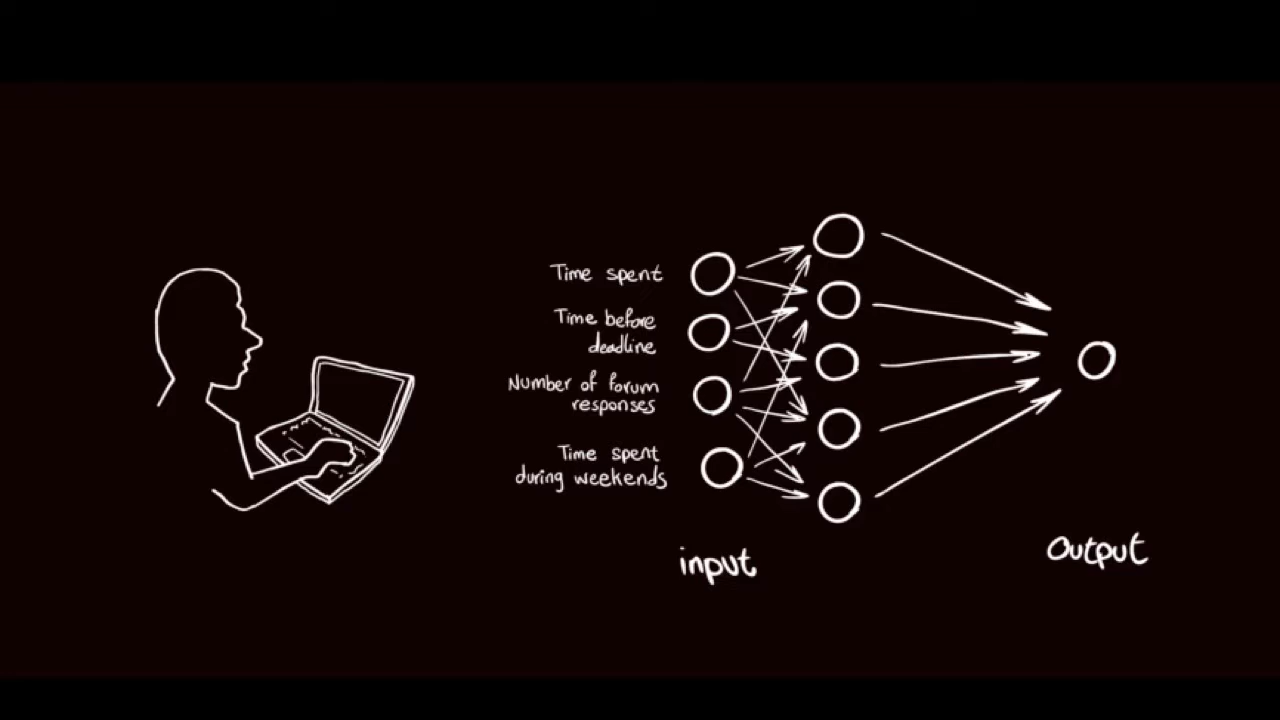 Time spent
Time before
deadline
Number of forum
responses
Time spent
during weekends
input
Output